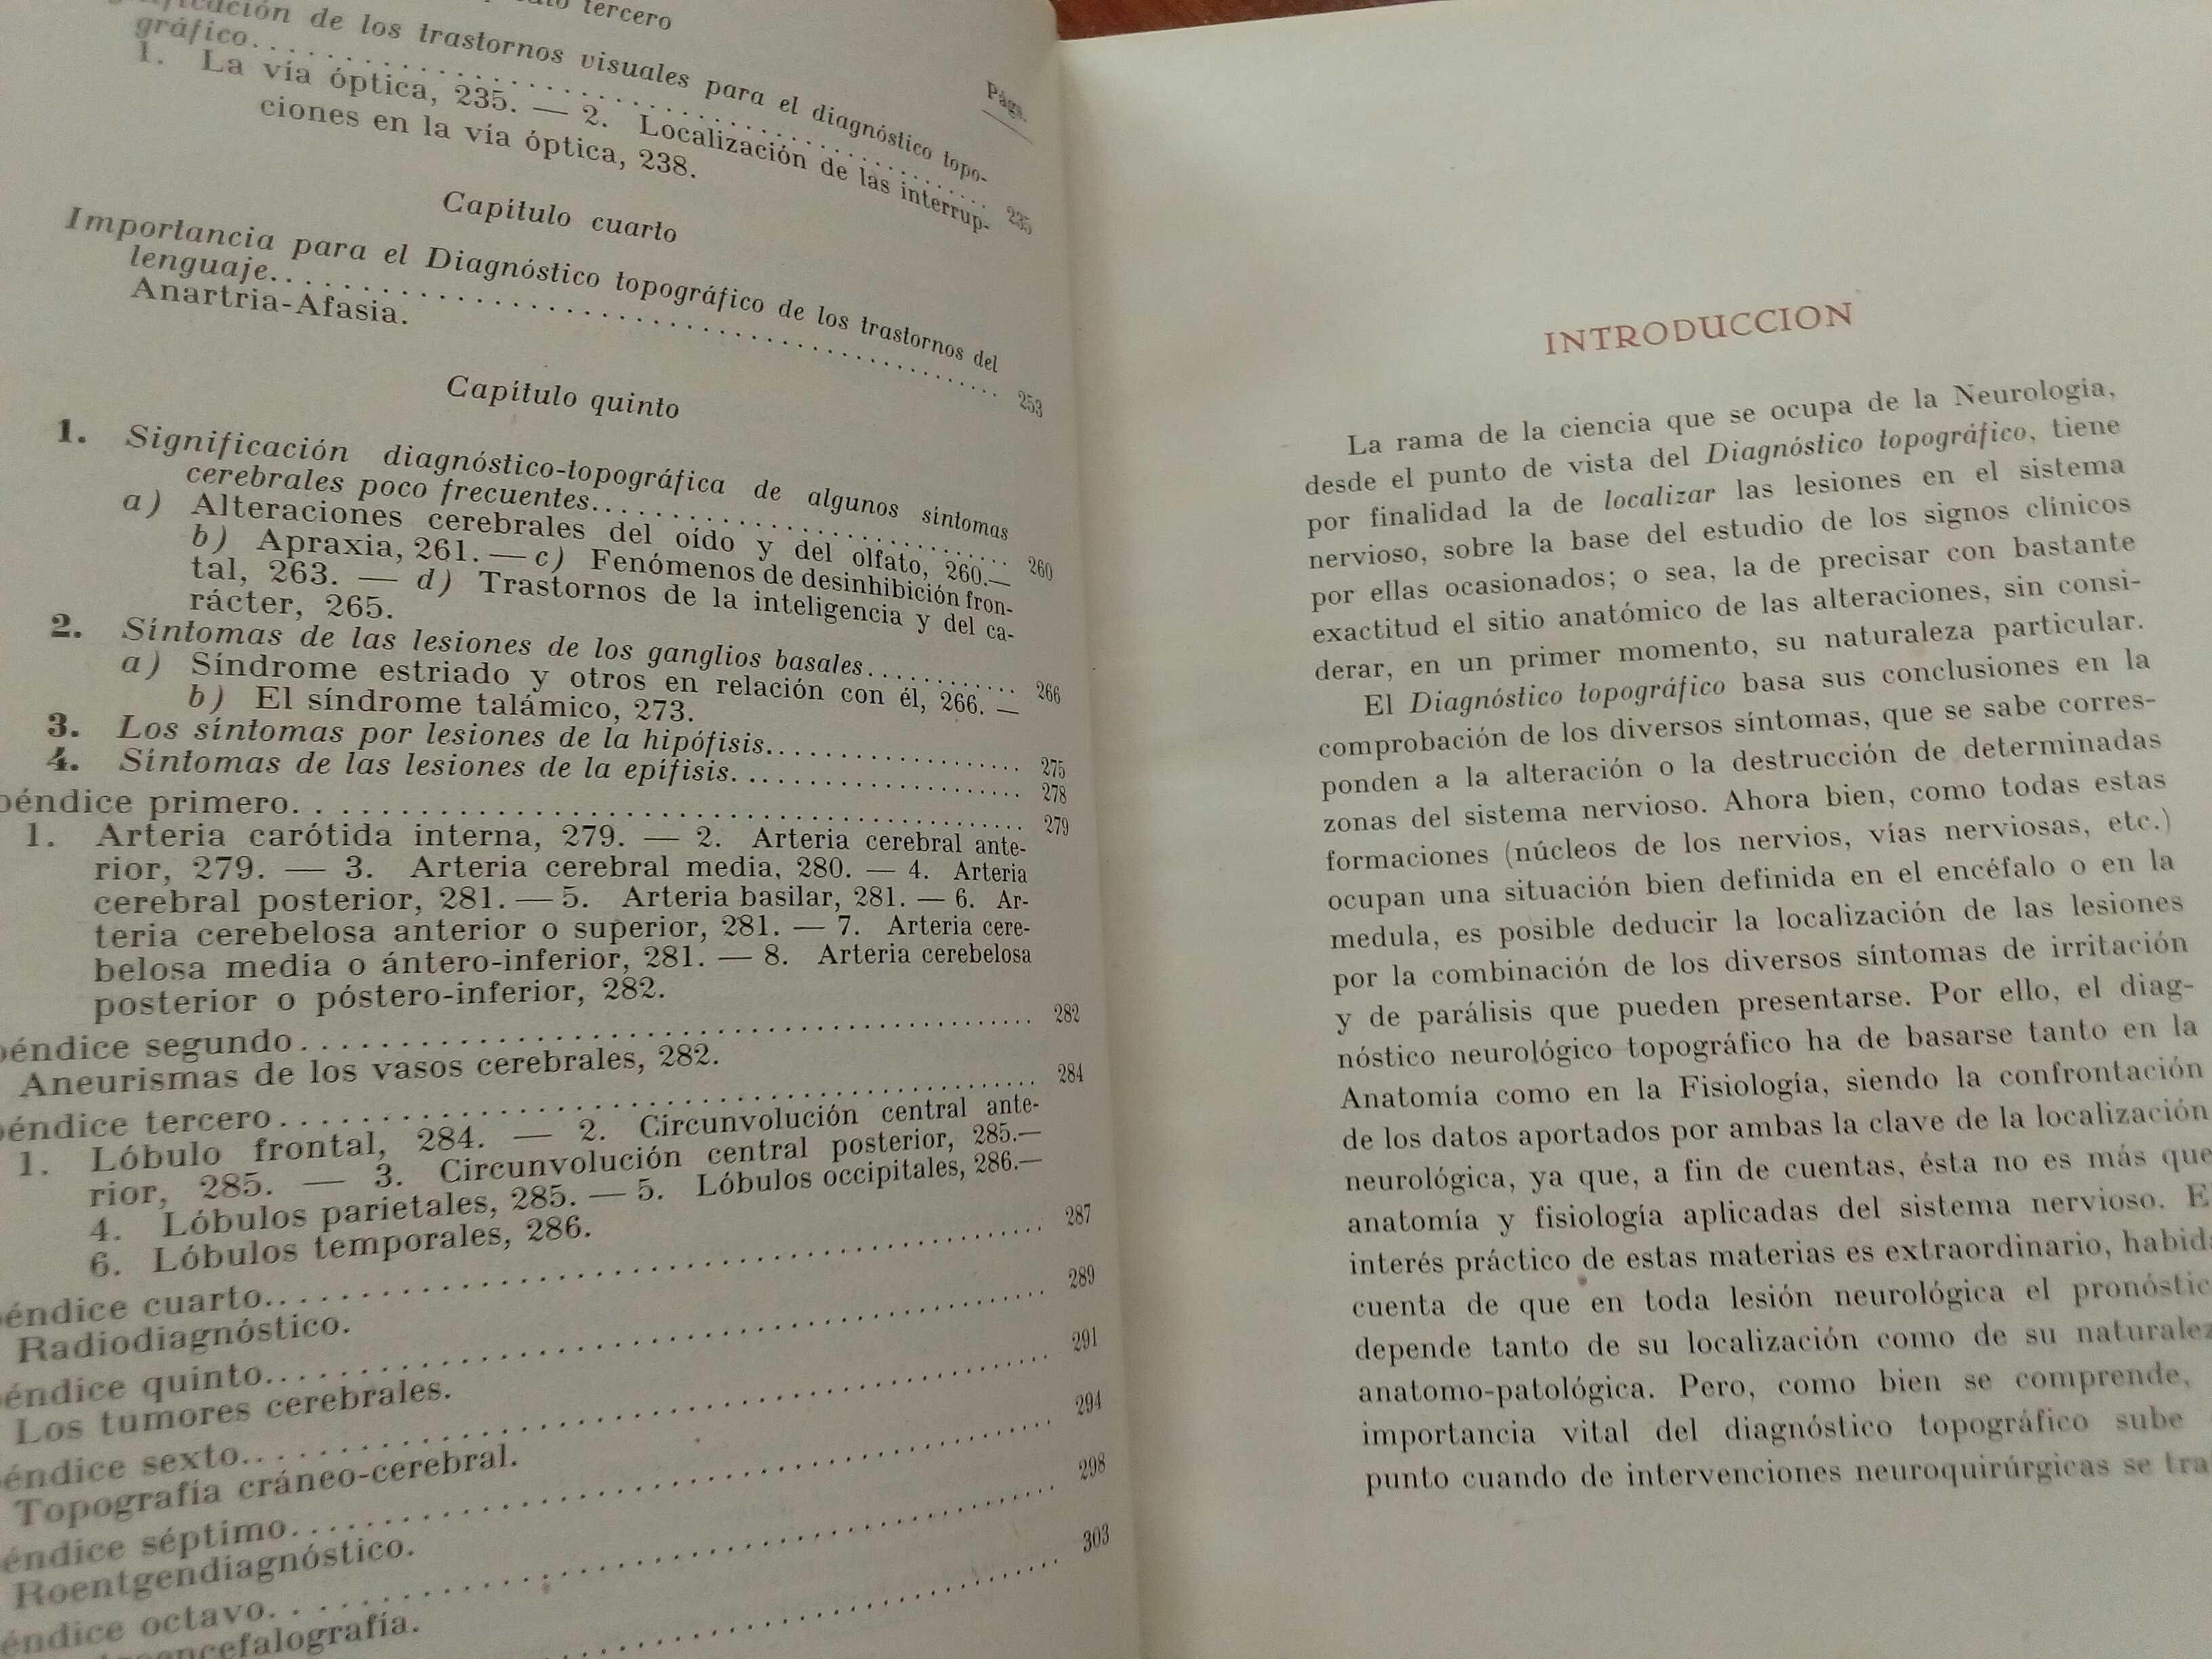 tercero
de los trastornos visuales para el diagnóstico topo-
gráfico. 235
1. La vía óptica, 235. — 2. Localización de las interrup-
ciones en la vía óptica, 238.
Págs.
Capítulo cuarto
Importancia para el Diagnóstico topográfico de los trastornos del
lenguaje. 253
Anartria-Afasia.
Capítulo quinto
1. Significación diagnóstico-topográfica de algunos síntomas
cerebrales poco frecuentes. 260
a) Alteraciones cerebrales del oído y del olfato, 260.—
b) Apraxia, 261. — c) Fenómenos de desinhibición fron-
tal, 263. — d) Trastornos de la inteligencia y del ca-
rácter, 265.
2. Síntomas de las lesiones de los ganglios basales. 266
a) Síndrome estriado y otros en relación con él, 266. —
b) El síndrome talámico, 273.
3. Los síntomas por lesiones de la hipófisis. 275
4. Síntomas de las lesiones de la epífisis. 278
péndice primero. 279
1. Arteria carótida interna, 279. — 2. Arteria cerebral ante-
rior, 279. — 3. Arteria cerebral media, 280. — 4. Arteria
cerebral posterior, 281. — 5. Arteria basilar, 281. — 6. Ar-
teria cerebelosa anterior o superior, 281. — 7. Arteria cere-
belosa media o ántero-inferior, 281. — 8. Arteria cerebelosa
posterior o póstero-inferior, 282.
péndice segundo. 282
Aneurismas de los vasos cerebrales, 282.
péndice tercero. 284
1. Lóbulo frontal, 284. — 2. Circunvolución central ante-
rior, 285. — 3. Circunvolución central posterior, 285.—
4. Lóbulos parietales, 285. — 5. Lóbulos occipitales, 286.—
6. Lóbulos temporales, 286.
éndice cuarto. 287
Radiodiagnóstico.
éndice quinto. 289
Los tumores cerebrales.
éndice sexto. 291
Topografía cráneo-cerebral.
éndice séptimo. 294
Roentgendiagnóstico.
éndice octavo. 298
encefalografía.
303
INTRODUCCION
La rama de la ciencia que se ocupa de la Neurología,
desde el punto de vista del Diagnóstico topográfico, tiene
por finalidad la de localizar las lesiones en el sistema
nervioso, sobre la base del estudio de los signos clínicos
por ellas ocasionados; o sea, la de precisar con bastante
exactitud el sitio anatómico de las alteraciones, sin consi-
derar, en un primer momento, su naturaleza particular.
El Diagnóstico topográfico basa sus conclusiones en la
comprobación de los diversos síntomas, que se sabe corres-
ponden a la alteración o la destrucción de determinadas
zonas del sistema nervioso. Ahora bien, como todas estas
formaciones (núcleos de los nervios, vías nerviosas, etc.)
ocupan una situación bien definida en el encéfalo o en la
medula, es posible deducir la localización de las lesiones
por la combinación de los diversos síntomas de irritación
y de parálisis que pueden presentarse. Por ello, el diag-
nóstico neurológico topográfico ha de basarse tanto en la
Anatomía como en la Fisiología, siendo la confrontación
de los datos aportados por ambas la clave de la localización
neurológica, ya que, a fin de cuentas, ésta no es más que
anatomía y fisiología aplicadas del sistema nervioso. E
interés práctico de estas materias es extraordinario, habida
cuenta de que en toda lesión neurológica el pronóstic
depende tanto de su localización como de su naturalez
anatomo-patológica. Pero, como bien se comprende,
importancia vital del diagnóstico topográfico sube
punto cuando de intervenciones neuroquirúrgicas se tra